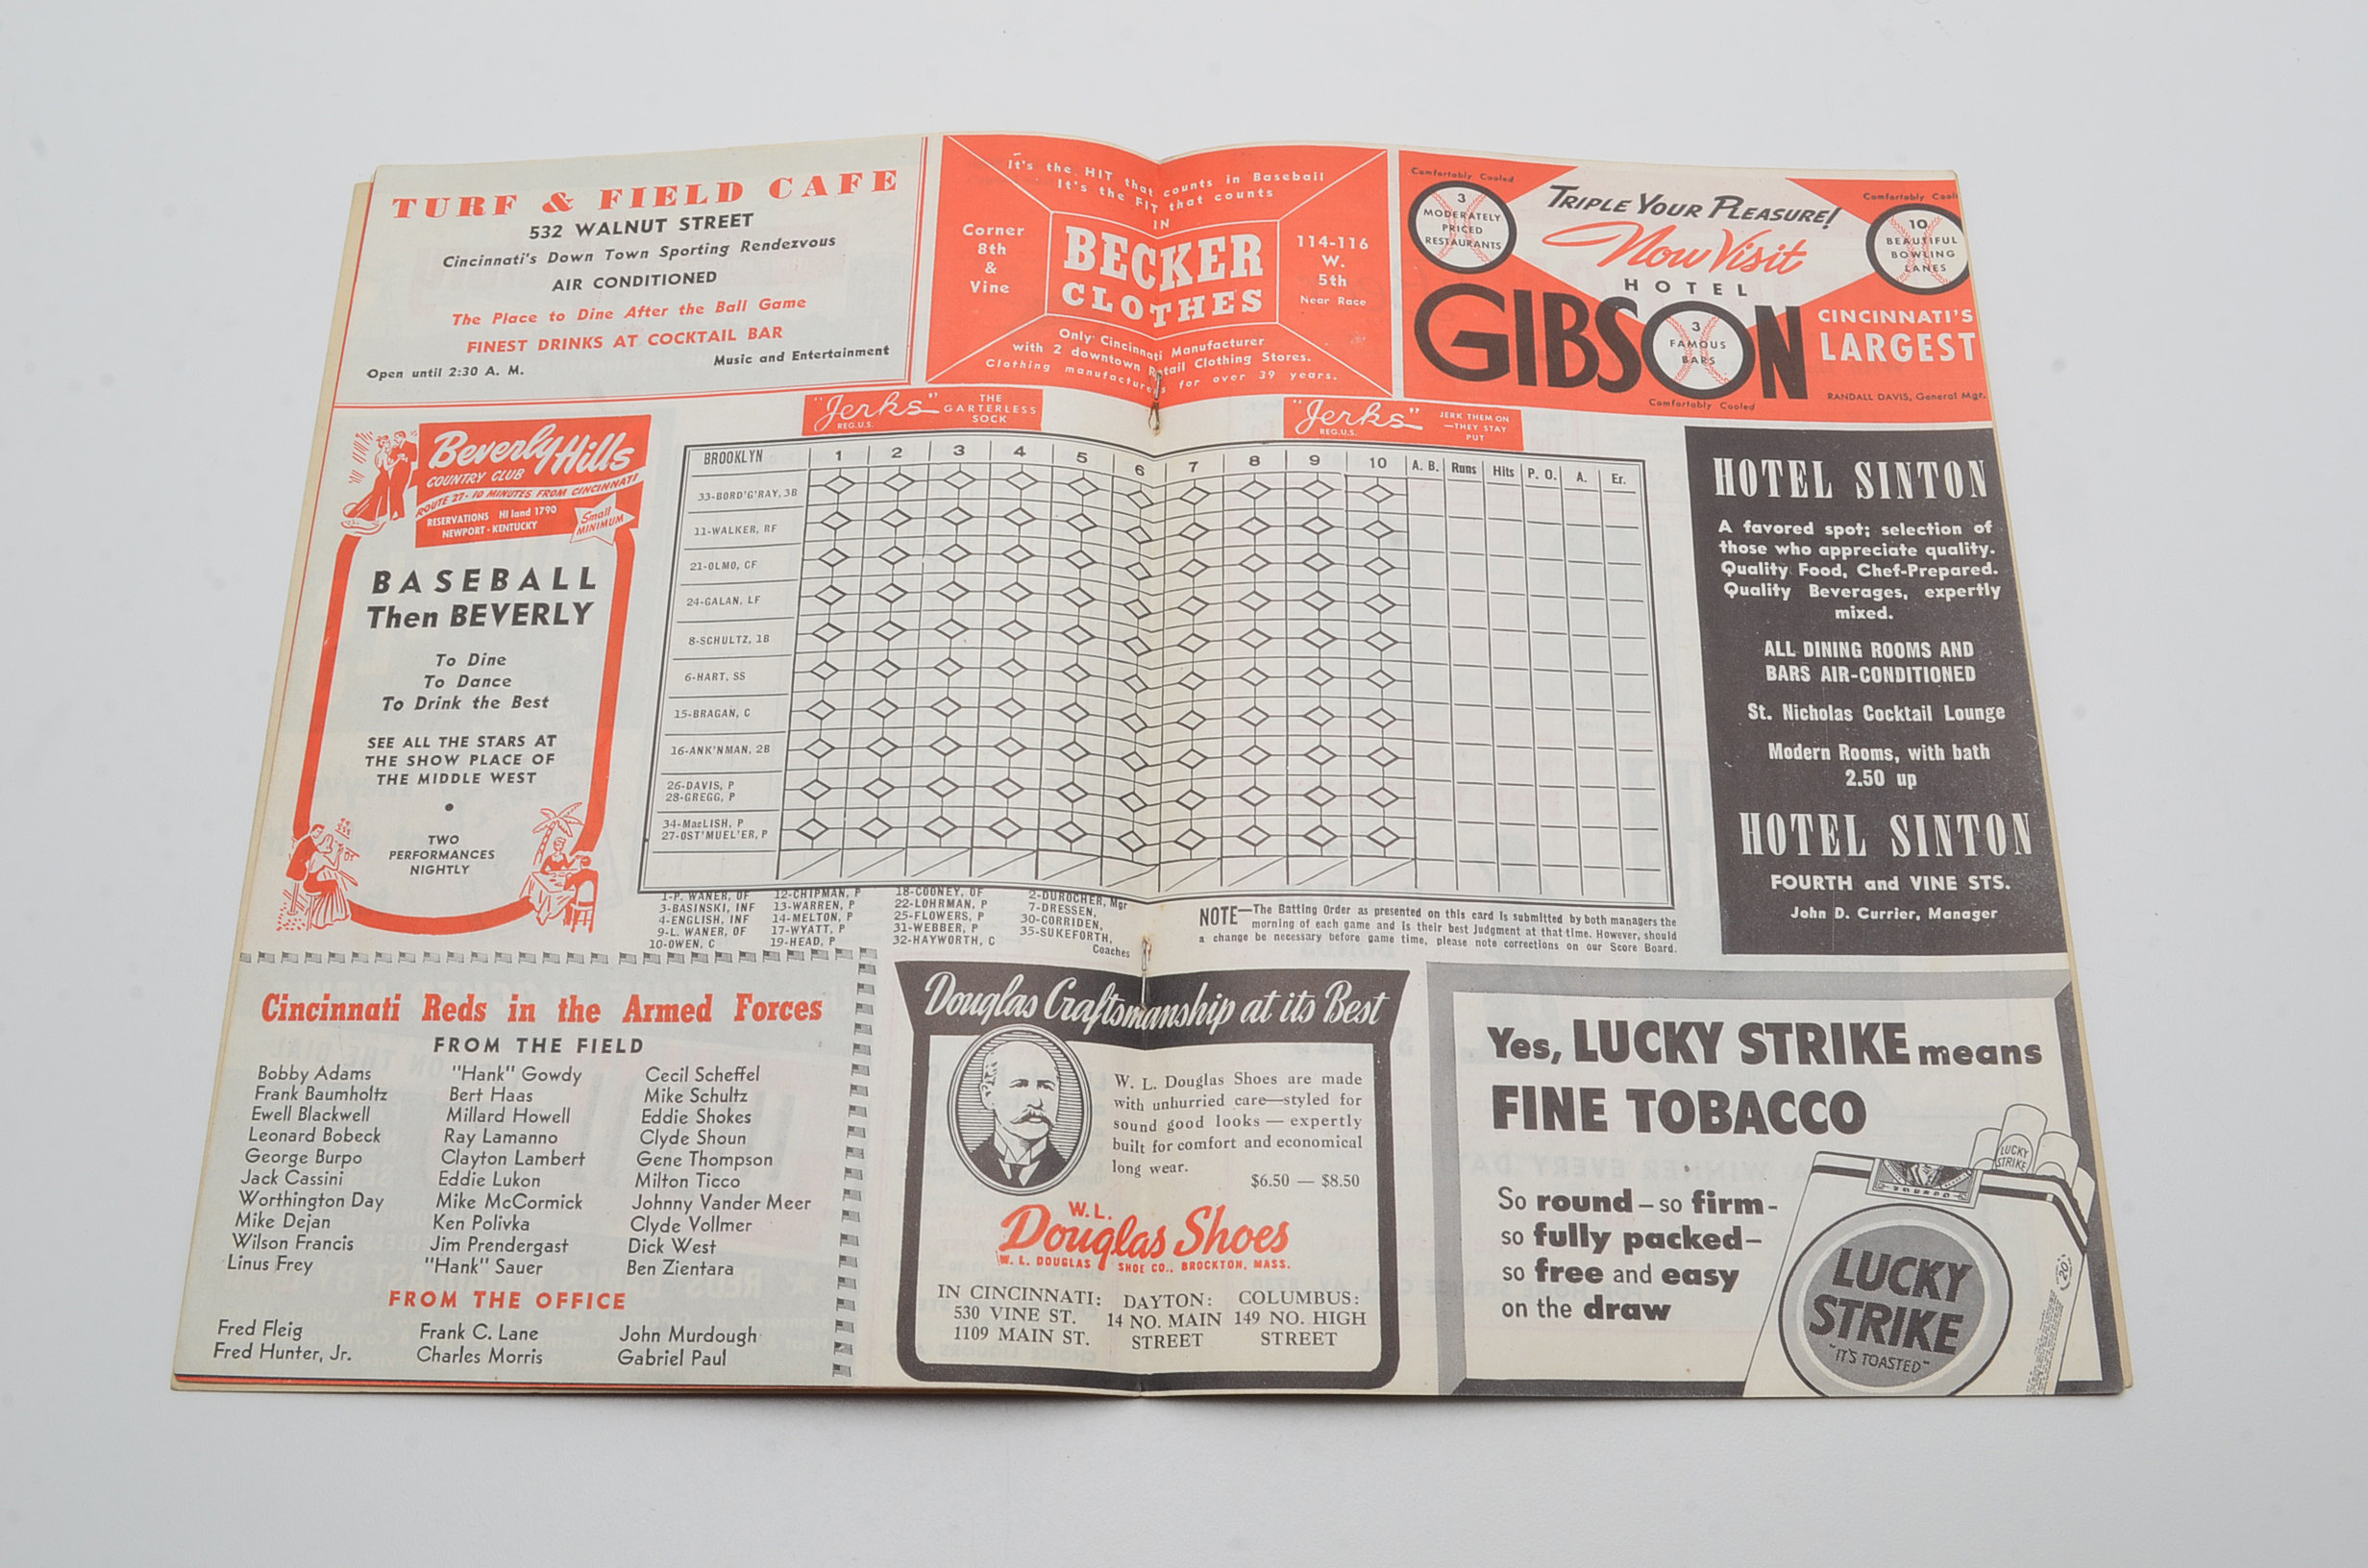 TURF & FIELD CAFE
532 WALNUT STREET
Cincinnati's Down Town Sporting Rendezvous
AIR CONDITIONED
The Place to Dine After the Ball Game
FINEST DRINKS AT COCKTAIL BAR
Music and Entertainment
Open until 2:30 A. M.
It's the HIT that counts in Baseball
It's the FIT that counts
IN
Corner
8th
&
Vine
BECKER
CLOTHES
114-116
W.
5th
Near Race
Only Cincinnati Manufacturer
with 2 downtown Retail Clothing Stores.
Clothing manufacturers for over 39 years.
Comfortably Cooled
3
MODERATELY
PRICED
RESTAURANTS
TRIPLE YOUR PLEASURE!
Now Visit
HOTEL
GIBSON
3
FAMOUS
BARS
Comfortably Cooled
Comfortably Cool
10
BEAUTIFUL
BOWLING
LANES
CINCINNATI'S
LARGEST
RANDALL DAVIS, General Mgr.
"Jerks"
REG.U.S.
THE
GARTERLESS
SOCK
"Jerks"
REG.U.S.
JERK THEM ON
—THEY STAY
PUT
Beverly Hills
COUNTRY CLUB
ROUTE 27 - 10 MINUTES FROM CINCINNATI
RESERVATIONS HI land 1790
NEWPORT - KENTUCKY
Small
MINIMUM
BASEBALL
Then BEVERLY
To Dine
To Dance
To Drink the Best
SEE ALL THE STARS AT
THE SHOW PLACE OF
THE MIDDLE WEST
TWO
PERFORMANCES
NIGHTLY
BROOKLYN 1 2 3 4 5 6 7 8 9 10 A. B. Runs Hits P. O. A. Er.
33-BORD'G'RAY, 3B
11-WALKER, RF
21-OLMO, CF
24-GALAN, LF
8-SCHULTZ, 1B
6-HART, SS
15-BRAGAN, C
16-ANK'NMAN, 2B
26-DAVIS, P
28-GREGG, P
34-MacLISH, P
27-OST'MUEL'ER, P
1-P. WANER, OF
3-BASINSKI, INF
4-ENGLISH, INF
9-L. WANER, OF
10-OWEN, C
12-CHIPMAN, P
13-WARREN, P
14-MELTON, P
17-WYATT, P
19-HEAD, P
18-COONEY, OF
22-LOHRMAN, P
25-FLOWERS, P
31-WEBBER, P
32-HAYWORTH, C
2-DUROCHER, Mgr
7-DRESSEN,
30-CORRIDEN,
35-SUKEFORTH,
Coaches
NOTE—The Batting Order as presented on this card is submitted by both managers the
morning of each game and is their best judgment at that time. However, should
a change be necessary before game time, please note corrections on our Score Board.
HOTEL SINTON
A favored spot; selection of
those who appreciate quality.
Quality Food, Chef-Prepared.
Quality Beverages, expertly
mixed.
ALL DINING ROOMS AND
BARS AIR-CONDITIONED
St. Nicholas Cocktail Lounge
Modern Rooms, with bath
2.50 up
HOTEL SINTON
FOURTH and VINE STS.
John D. Currier, Manager
Cincinnati Reds in the Armed Forces
FROM THE FIELD
Bobby Adams
Frank Baumholtz
Ewell Blackwell
Leonard Bobeck
George Burpo
Jack Cassini
Worthington Day
Mike Dejan
Wilson Francis
Linus Frey
"Hank" Gowdy
Bert Haas
Millard Howell
Ray Lamanno
Clayton Lambert
Eddie Lukon
Mike McCormick
Ken Polivka
Jim Prendergast
"Hank" Sauer
Cecil Scheffel
Mike Schultz
Eddie Shokes
Clyde Shoun
Gene Thompson
Milton Ticco
Johnny Vander Meer
Clyde Vollmer
Dick West
Ben Zientara
FROM THE OFFICE
Fred Fleig
Fred Hunter, Jr.
Frank C. Lane
Charles Morris
John Murdough
Gabriel Paul
Douglas Craftsmanship at its Best
W. L. Douglas Shoes are made
with unhurried care—styled for
sound good looks — expertly
built for comfort and economical
long wear.
$6.50 — $8.50
W. L.
Douglas Shoes
W. L. DOUGLAS SHOE CO., BROCKTON, MASS.
IN CINCINNATI:
530 VINE ST.
1109 MAIN ST.
DAYTON:
14 NO. MAIN
STREET
COLUMBUS:
149 NO. HIGH
STREET
Yes, LUCKY STRIKE means
FINE TOBACCO
So round – so firm –
so fully packed –
so free and easy
on the draw
LUCKY
STRIKE
LUCKY
STRIKE
"IT'S TOASTED"
20